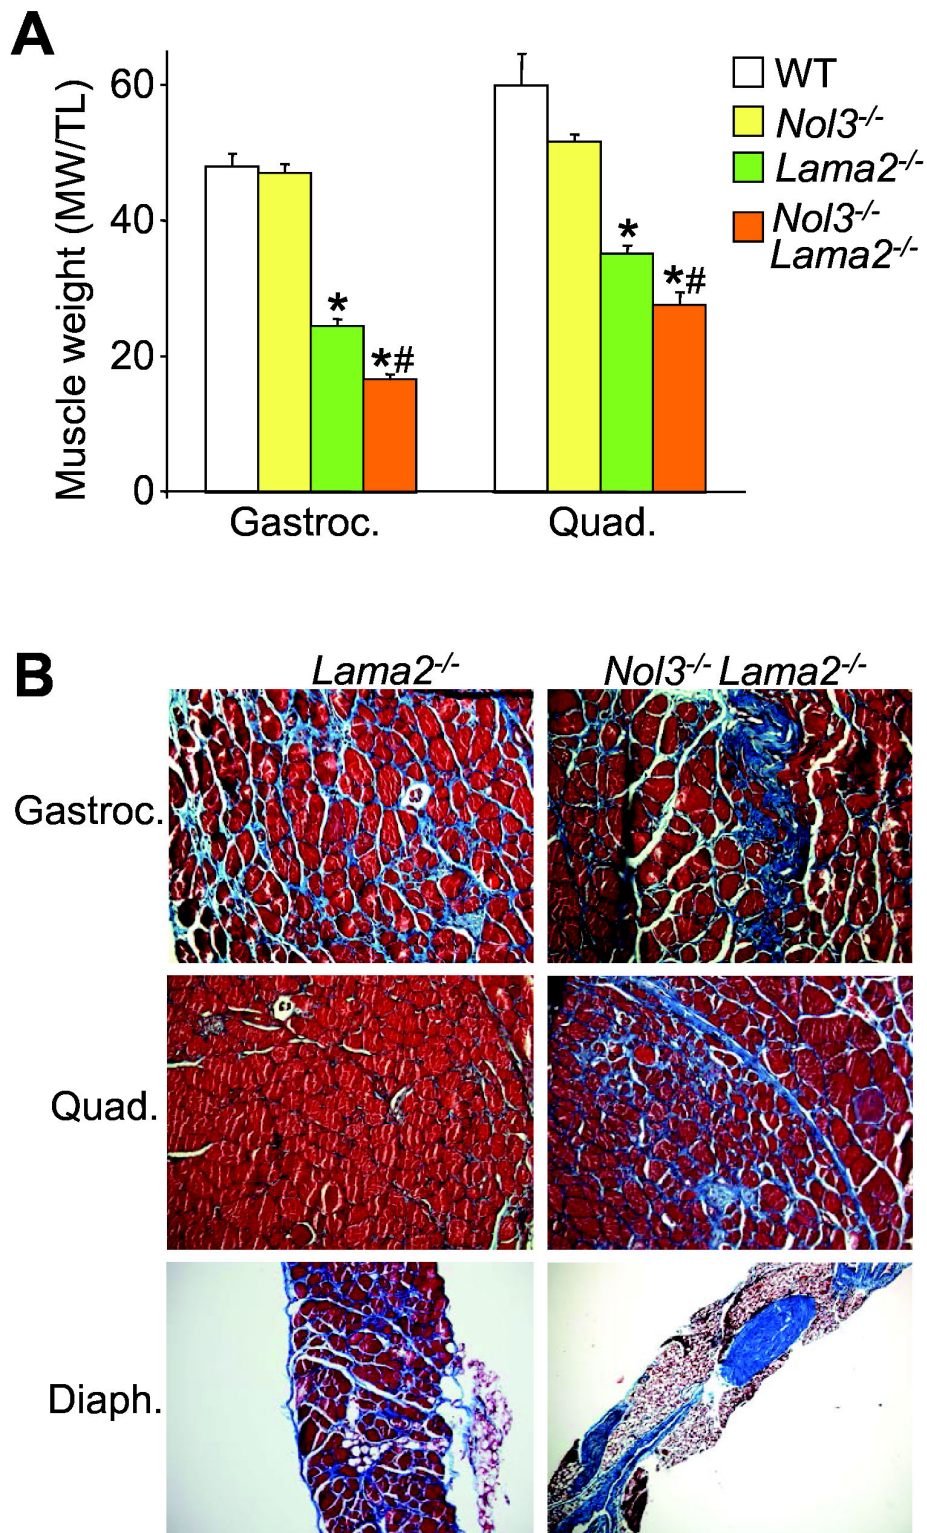 A
Muscle weight (MW/TL)
60
40
20
0
*
*#
*
*#
Gastroc.
Quad.
WT
Nol3-/-
Lama2-/-
Nol3-/-
Lama2-/-
B
Lama2-/-
Nol3-/- Lama2-/-
Gastroc.
Quad.
Diaph.